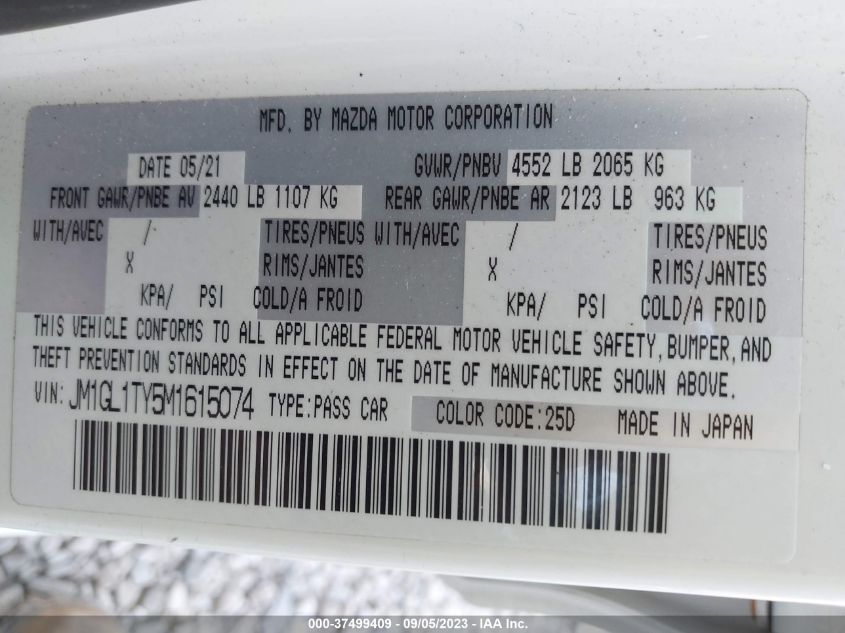 MFD. BY MAZDA MOTOR CORPORATION
DATE 05/21 GVWR/PNBV 4552 LB 2065 KG
FRONT GAWR/PNBE AV 2440 LB 1107 KG REAR GAWR/PNBE AR 2123 LB 963 KG
WITH/AVEC / TIRES/PNEUS WITH/AVEC / TIRES/PNEUS
X RIMS/JANTES X RIMS/JANTES
KPA/ PSI COLD/A FROID KPA/ PSI COLD/A FROID
THIS VEHICLE CONFORMS TO ALL APPLICABLE FEDERAL MOTOR VEHICLE SAFETY, BUMPER, AND
THEFT PREVENTION STANDARDS IN EFFECT ON THE DATE OF MANUFACTURE SHOWN ABOVE.
VIN: JM1GL1TY5M1615074 TYPE:PASS CAR COLOR CODE:25D MADE IN JAPAN
000-37499409 - 09/05/2023 - IAA Inc.